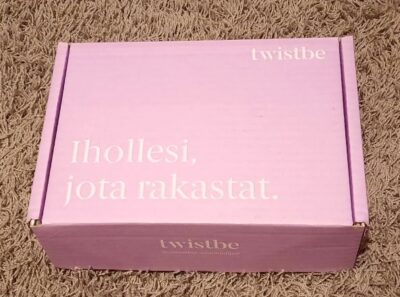 twistbe
Ihollesi,
jota rakastat.
twistbe